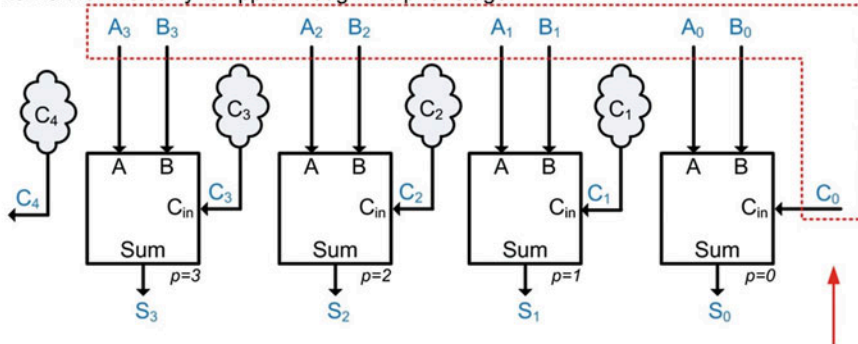 A₃ B₃ A₂ B₂ A₁ B₁ A₀ B₀
C₄ C₃ C₂ C₁
A B A B A B A B
C₄ C₃ C₂ C₁ C₀
Cᵢₙ Cᵢₙ Cᵢₙ Cᵢₙ
Sum Sum Sum Sum
p=3 p=2 p=1 p=0
S₃ S₂ S₁ S₀